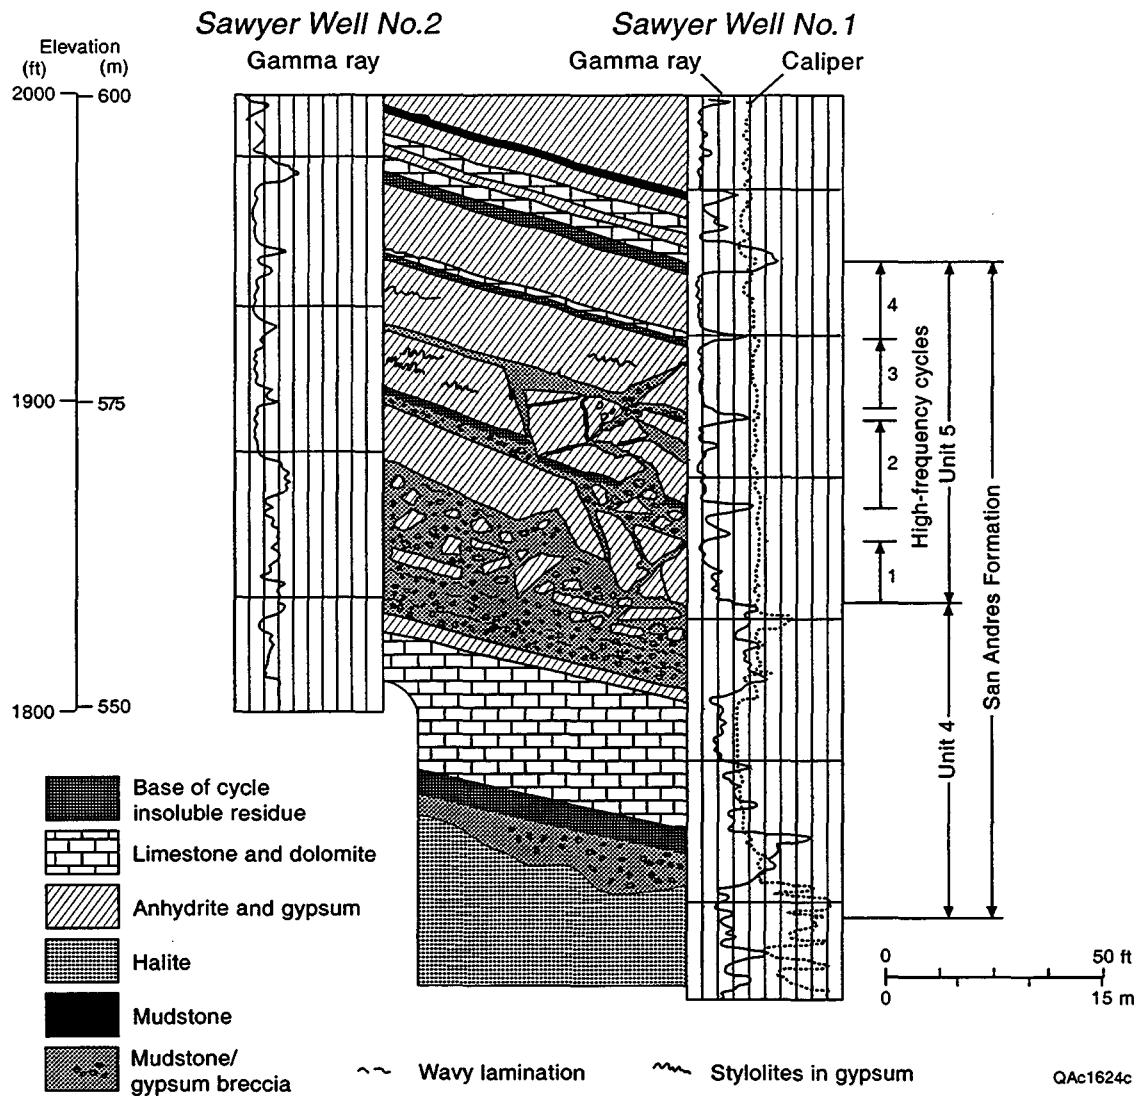 Sawyer Well No.2
Sawyer Well No.1
Elevation
(ft) (m)
Gamma ray
Gamma ray
Caliper
2000
600
1900
575
1800
550
4
3
2
1
High-frequency cycles
Unit 5
Unit 4
San Andres Formation
Base of cycle
insoluble residue
Limestone and dolomite
Anhydrite and gypsum
Halite
Mudstone
Mudstone/
gypsum breccia
Wavy lamination
Stylolites in gypsum
0 50 ft
0 15 m
QAc1624c